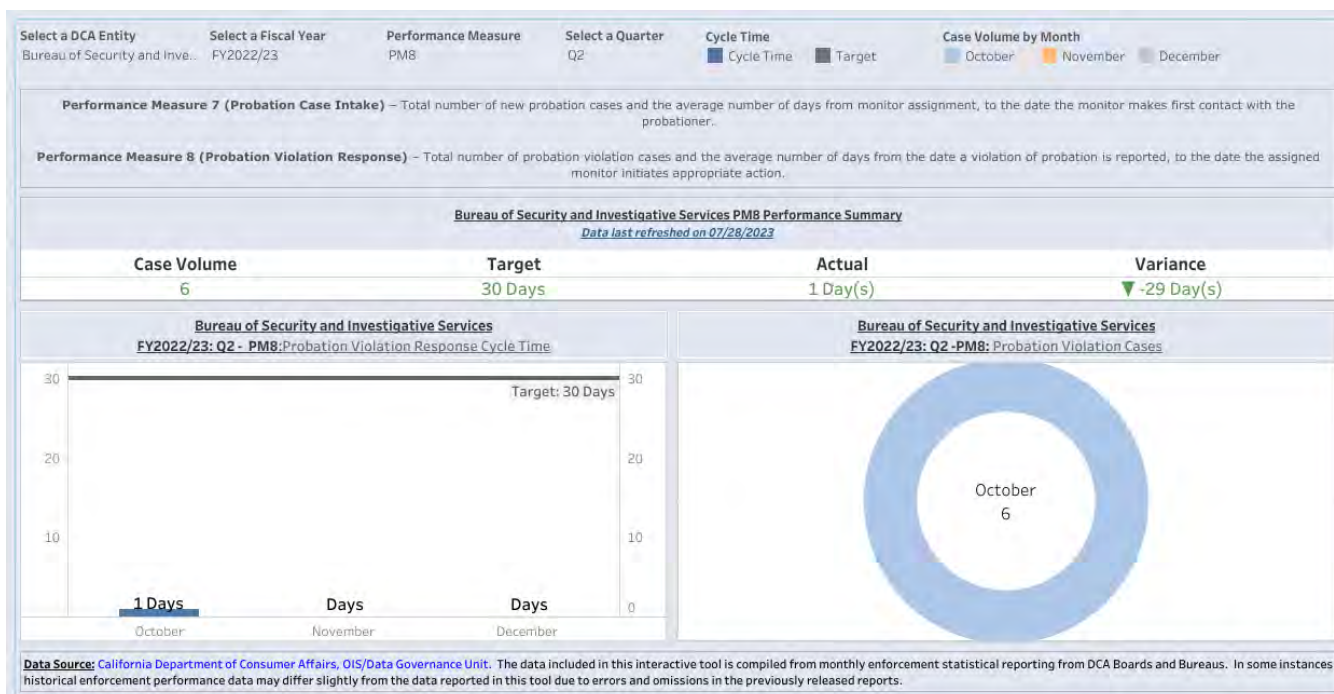 Select a DCA Entity Select a Fiscal Year Performance Measure Select a Quarter Cycle Time Case Volume by Month
Bureau of Security and Inve.. FY2022/23 PM8 Q2 Cycle Time Target October November December
Performance Measure 7 (Probation Case Intake) – Total number of new probation cases and the average number of days from monitor assignment, to the date the monitor makes first contact with the
probationer..
Performance Measure 8 (Probation Violation Response) – Total number of probation violation cases and the average number of days from the date a violation of probation is reported, to the date the assigned
monitor initiates appropriate action.
Bureau of Security and Investigative Services PM8 Performance Summary
Data last refreshed on 07/28/2023
Case Volume Target Actual Variance
6 30 Days 1 Day(s) ▼ -29 Day(s)
Bureau of Security and Investigative Services
FY2022/23: Q2 - PM8:Probation Violation Response Cycle Time
30 30
Target: 30 Days
20 20
10 10
1 Days Days Days 0
October November December
Bureau of Security and Investigative Services
FY2022/23: Q2 -PM8: Probation Violation Cases
October
6
Data Source: California Department of Consumer Affairs, OIS/Data Governance Unit. The data included in this interactive tool is compiled from monthly enforcement statistical reporting from DCA Boards and Bureaus. In some instances
historical enforcement performance data may differ slightly from the data reported in this tool due to errors and omissions in the previously released reports.